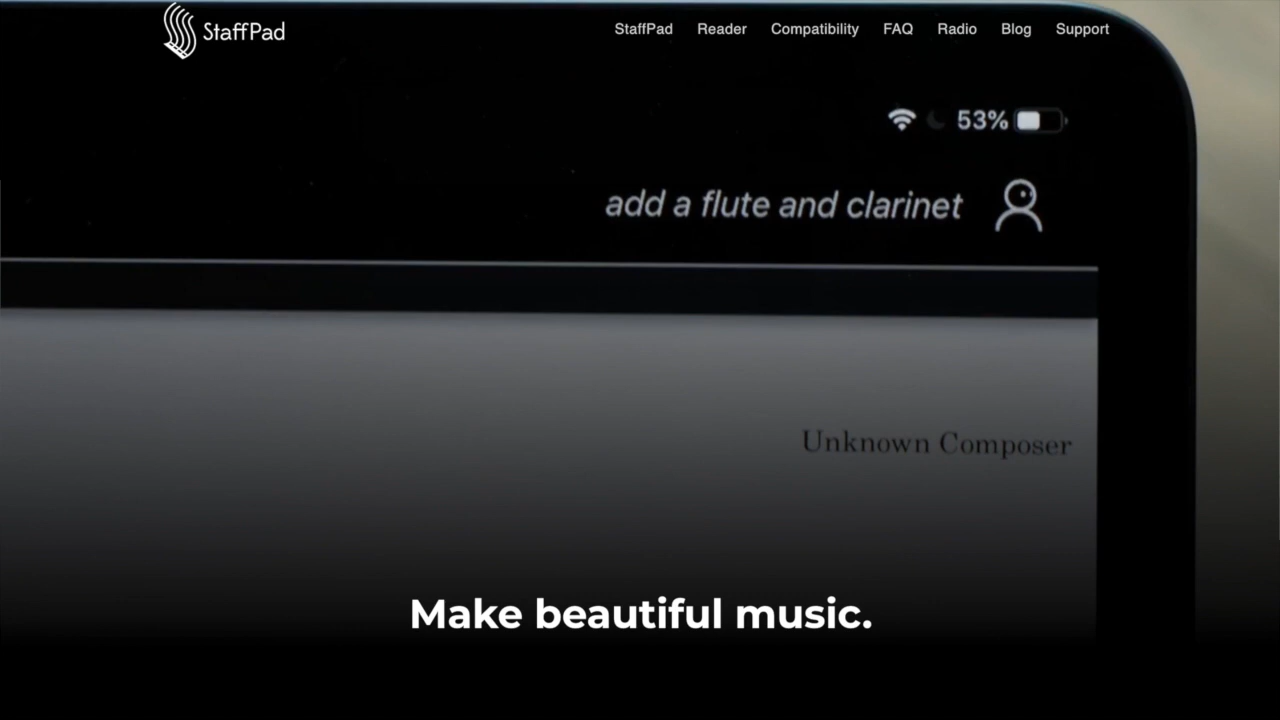 StaffPad
StaffPad Reader Compatibility FAQ Radio Blog Support
53%
add a flute and clarinet
Unknown Composer
Make beautiful music.